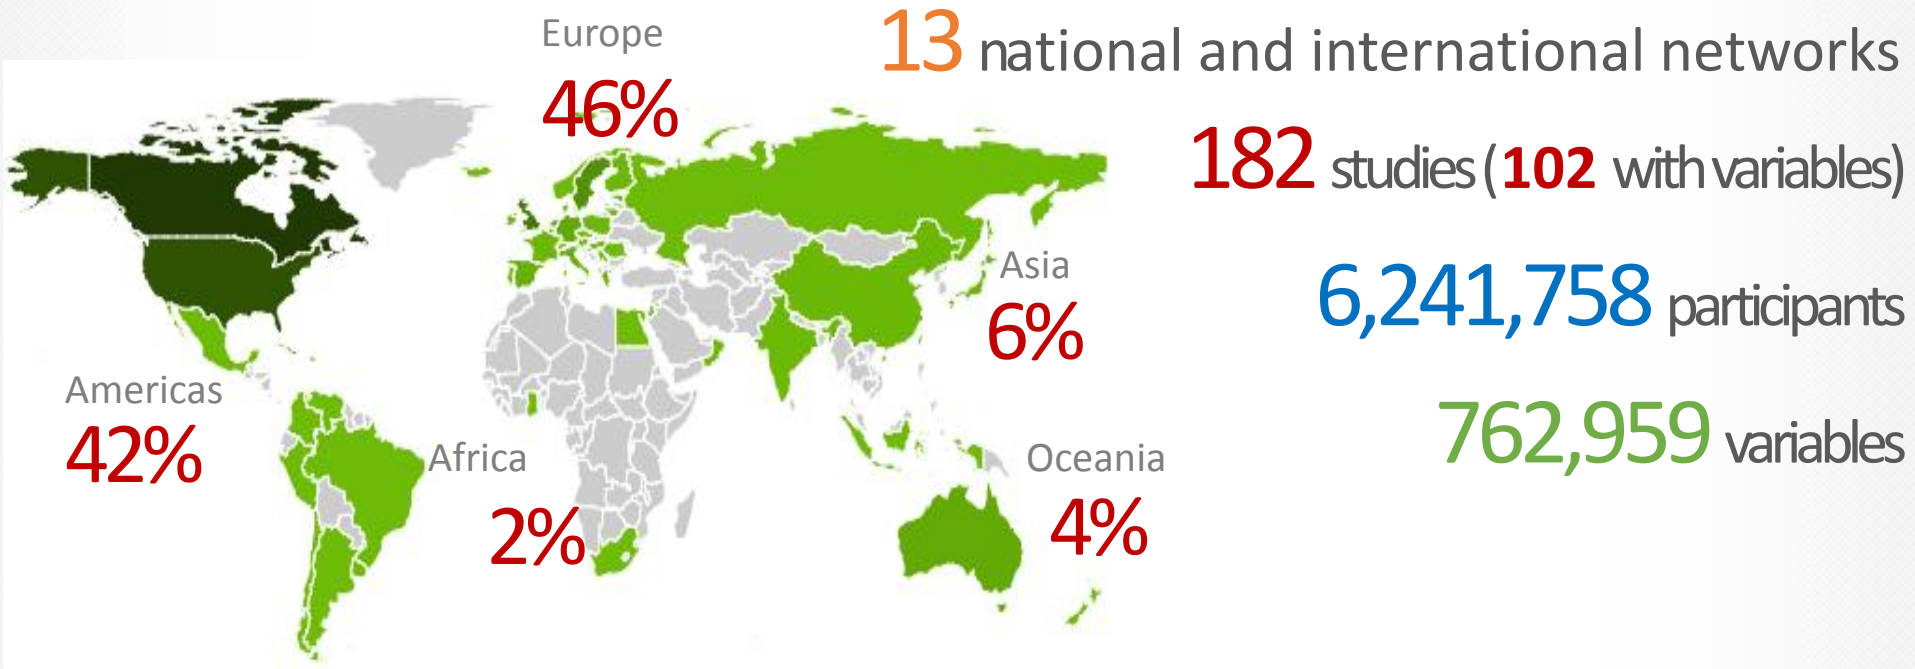 Europe
46%
13 national and international networks
182 studies (102 with variables)
Asia
6%
6,241,758 participants
Americas
42%
762,959 variables
Africa
2%
Oceania
4%